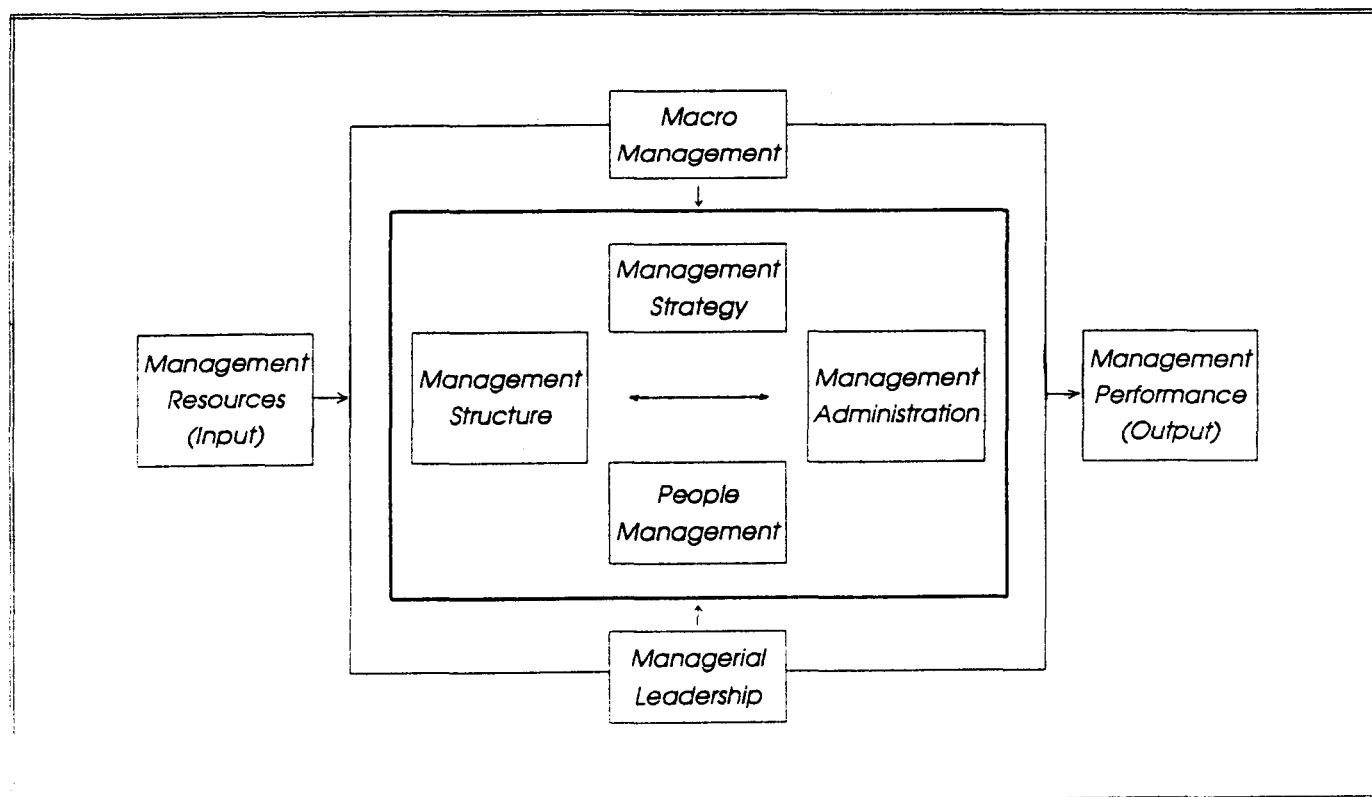 Macro
Management
Management
Strategy
Management
Resources
(Input)
Management
Structure
Management
Administration
Management
Performance
(Output)
People
Management
Managerial
Leadership